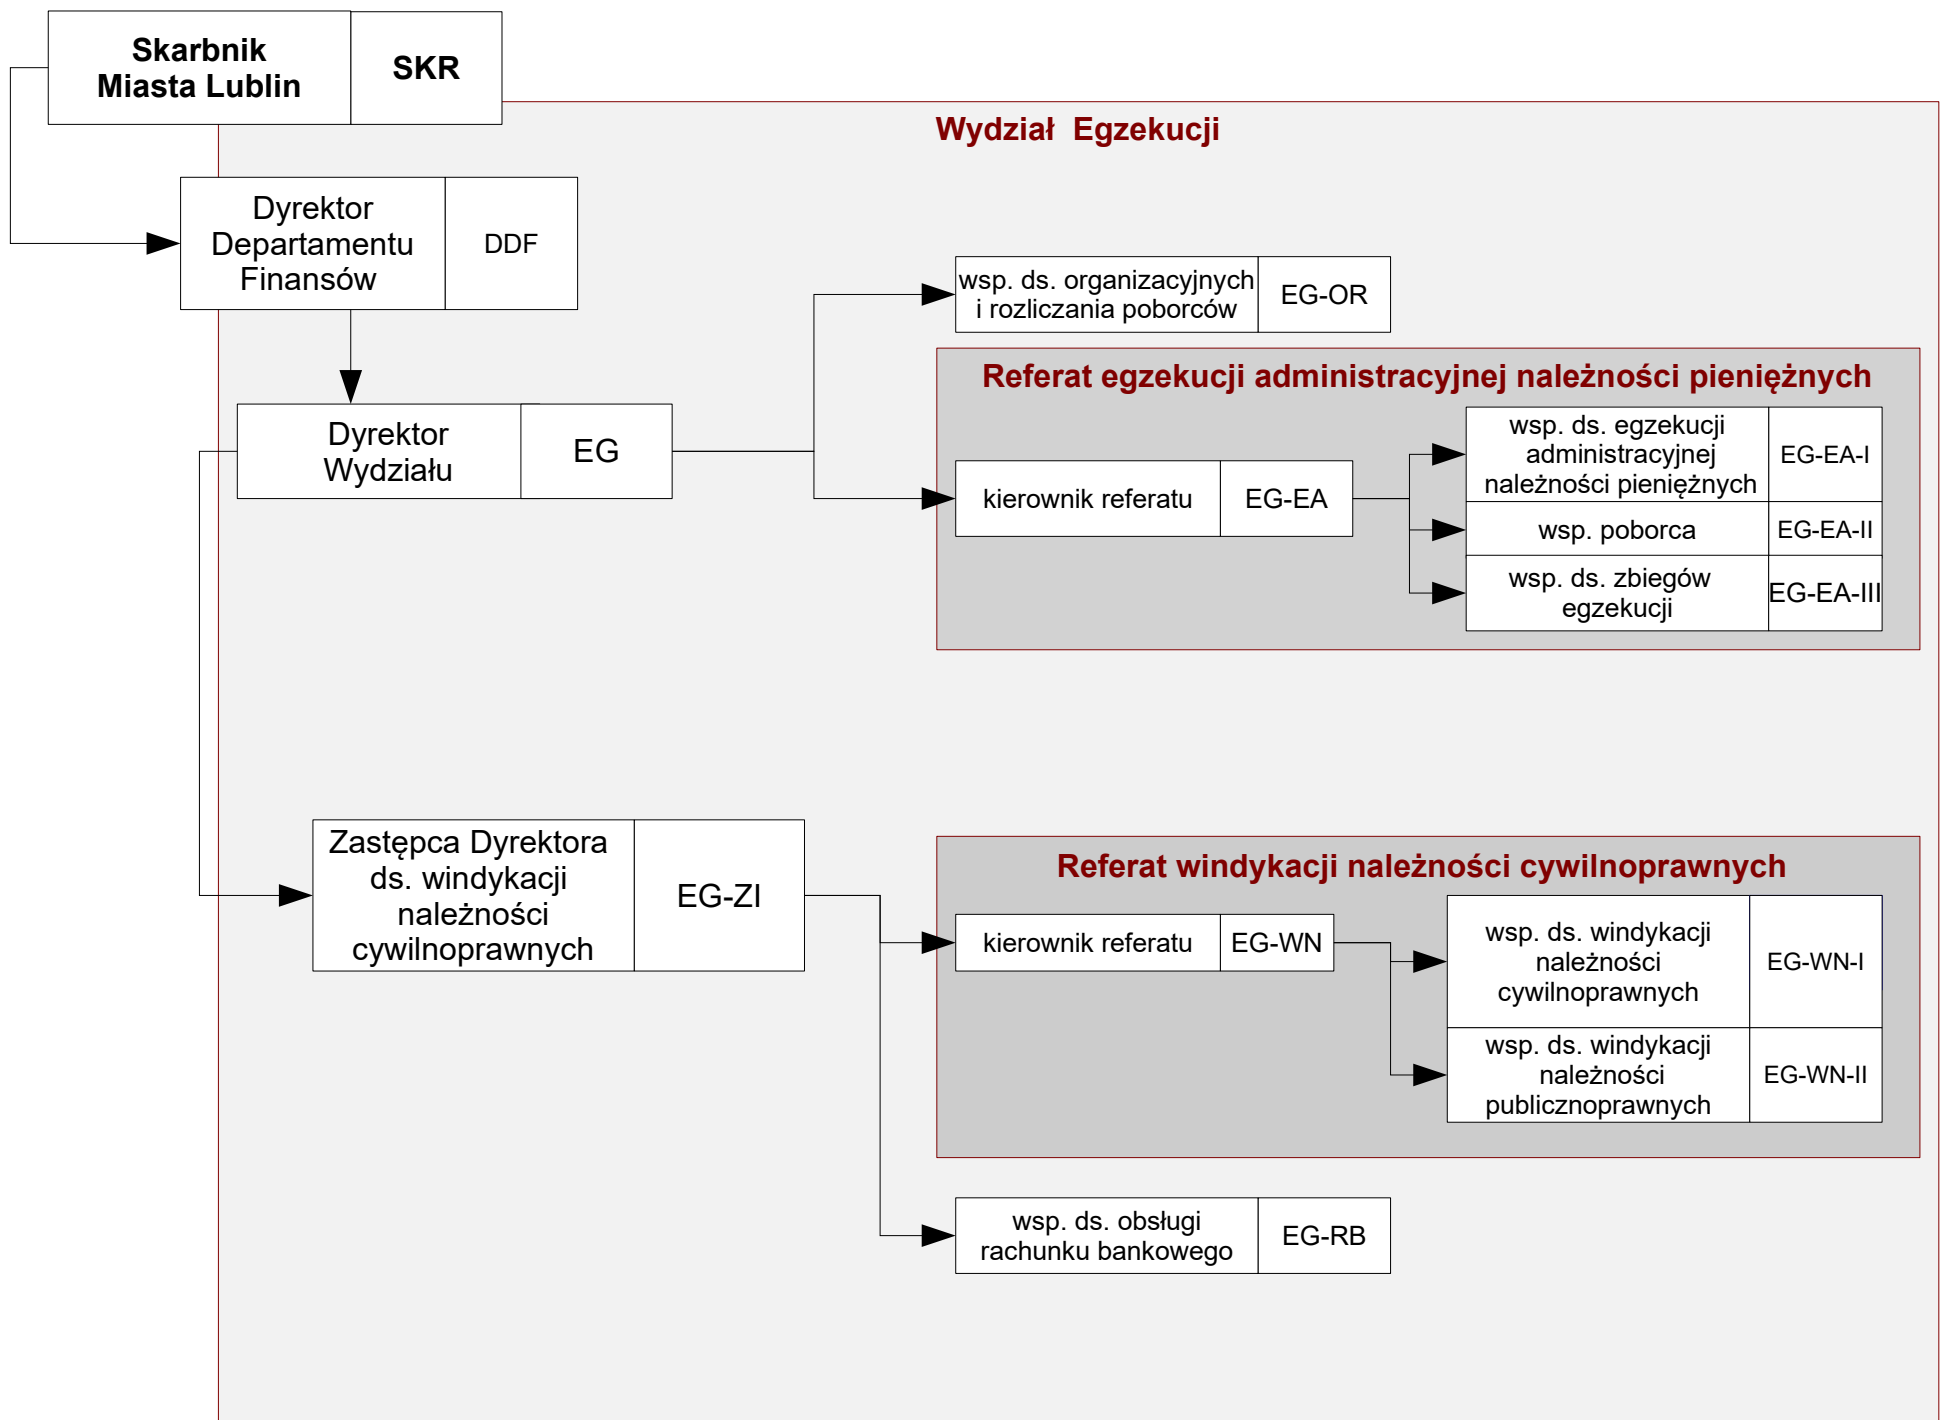 Skarbnik
Miasta Lublin
SKR
Wydział Egzekucji
Dyrektor
Departamentu
Finansów
DDF
wsp. ds. organizacyjnych
i rozliczania poborców
EG-OR
Referat egzekucji administracyjnej należności pieniężnych
Dyrektor
Wydziału
EG
kierownik referatu
EG-EA
wsp. ds. egzekucji
administracyjnej
należności pieniężnych
EG-EA-I
wsp. poborca
EG-EA-II
wsp. ds. zbiegów
egzekucji
EG-EA-III
Zastępca Dyrektora
ds. windykacji
należności
cywilnoprawnych
EG-ZI
Referat windykacji należności cywilnoprawnych
kierownik referatu
EG-WN
wsp. ds. windykacji
należności
cywilnoprawnych
EG-WN-I
wsp. ds. windykacji
należności
publicznoprawnych
EG-WN-II
wsp. ds. obsługi
rachunku bankowego
EG-RB